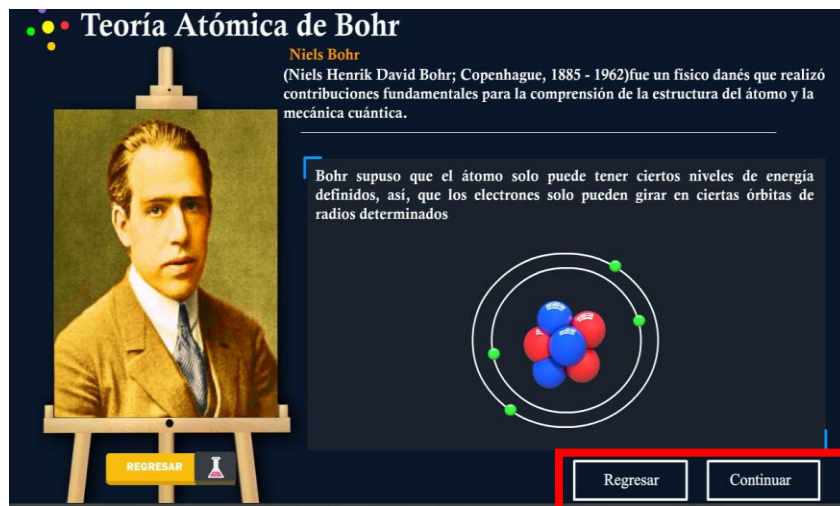 Teoría Atómica de Bohr
Niels Bohr
(Niels Henrik David Bohr; Copenhague, 1885 - 1962)fue un físico danés que realizó
contribuciones fundamentales para la comprensión de la estructura del átomo y la
mecánica cuántica.
Bohr supuso que el átomo solo puede tener ciertos niveles de energía
definidos, así, que los electrones solo pueden girar en ciertas órbitas de
radios determinados
REGRESAR
Regresar
Continuar